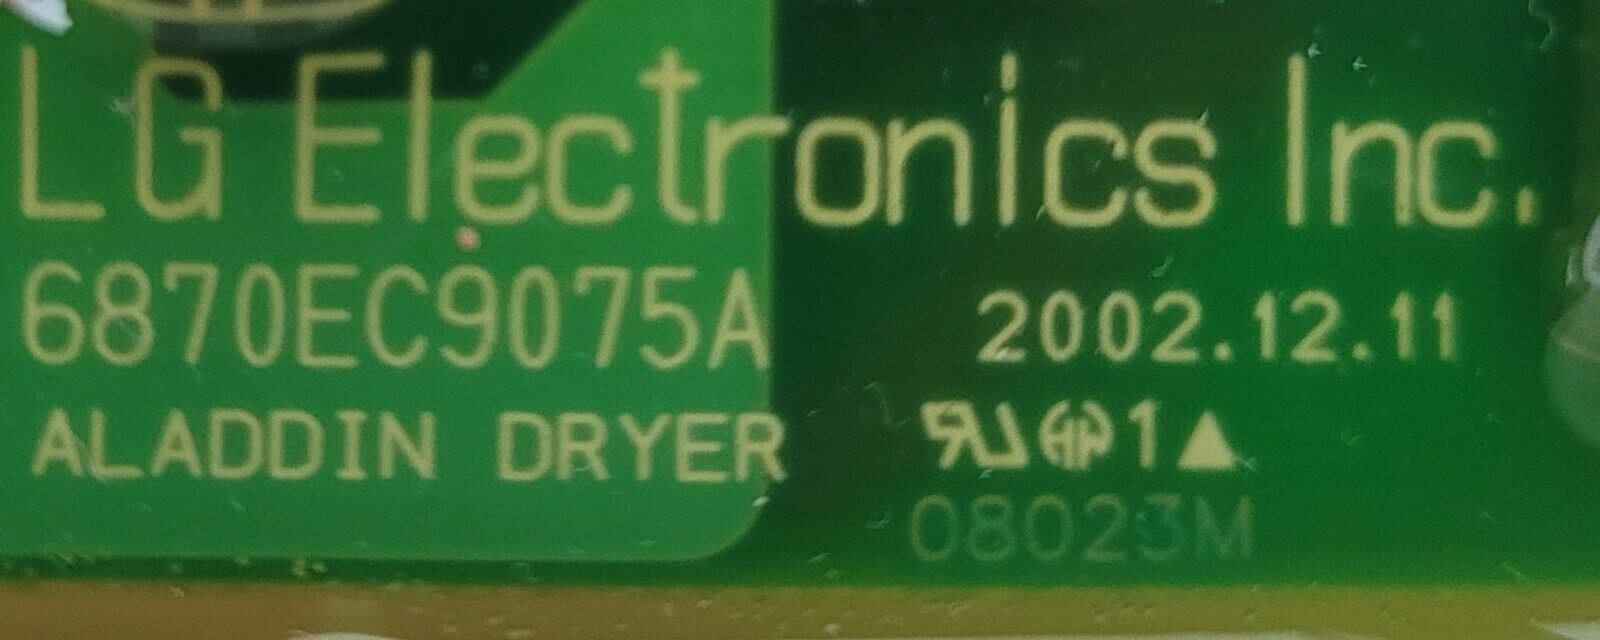 LG Electronics Inc.
6870EC9075A 2002.12.11
ALADDIN DRYER 1▲
08023M